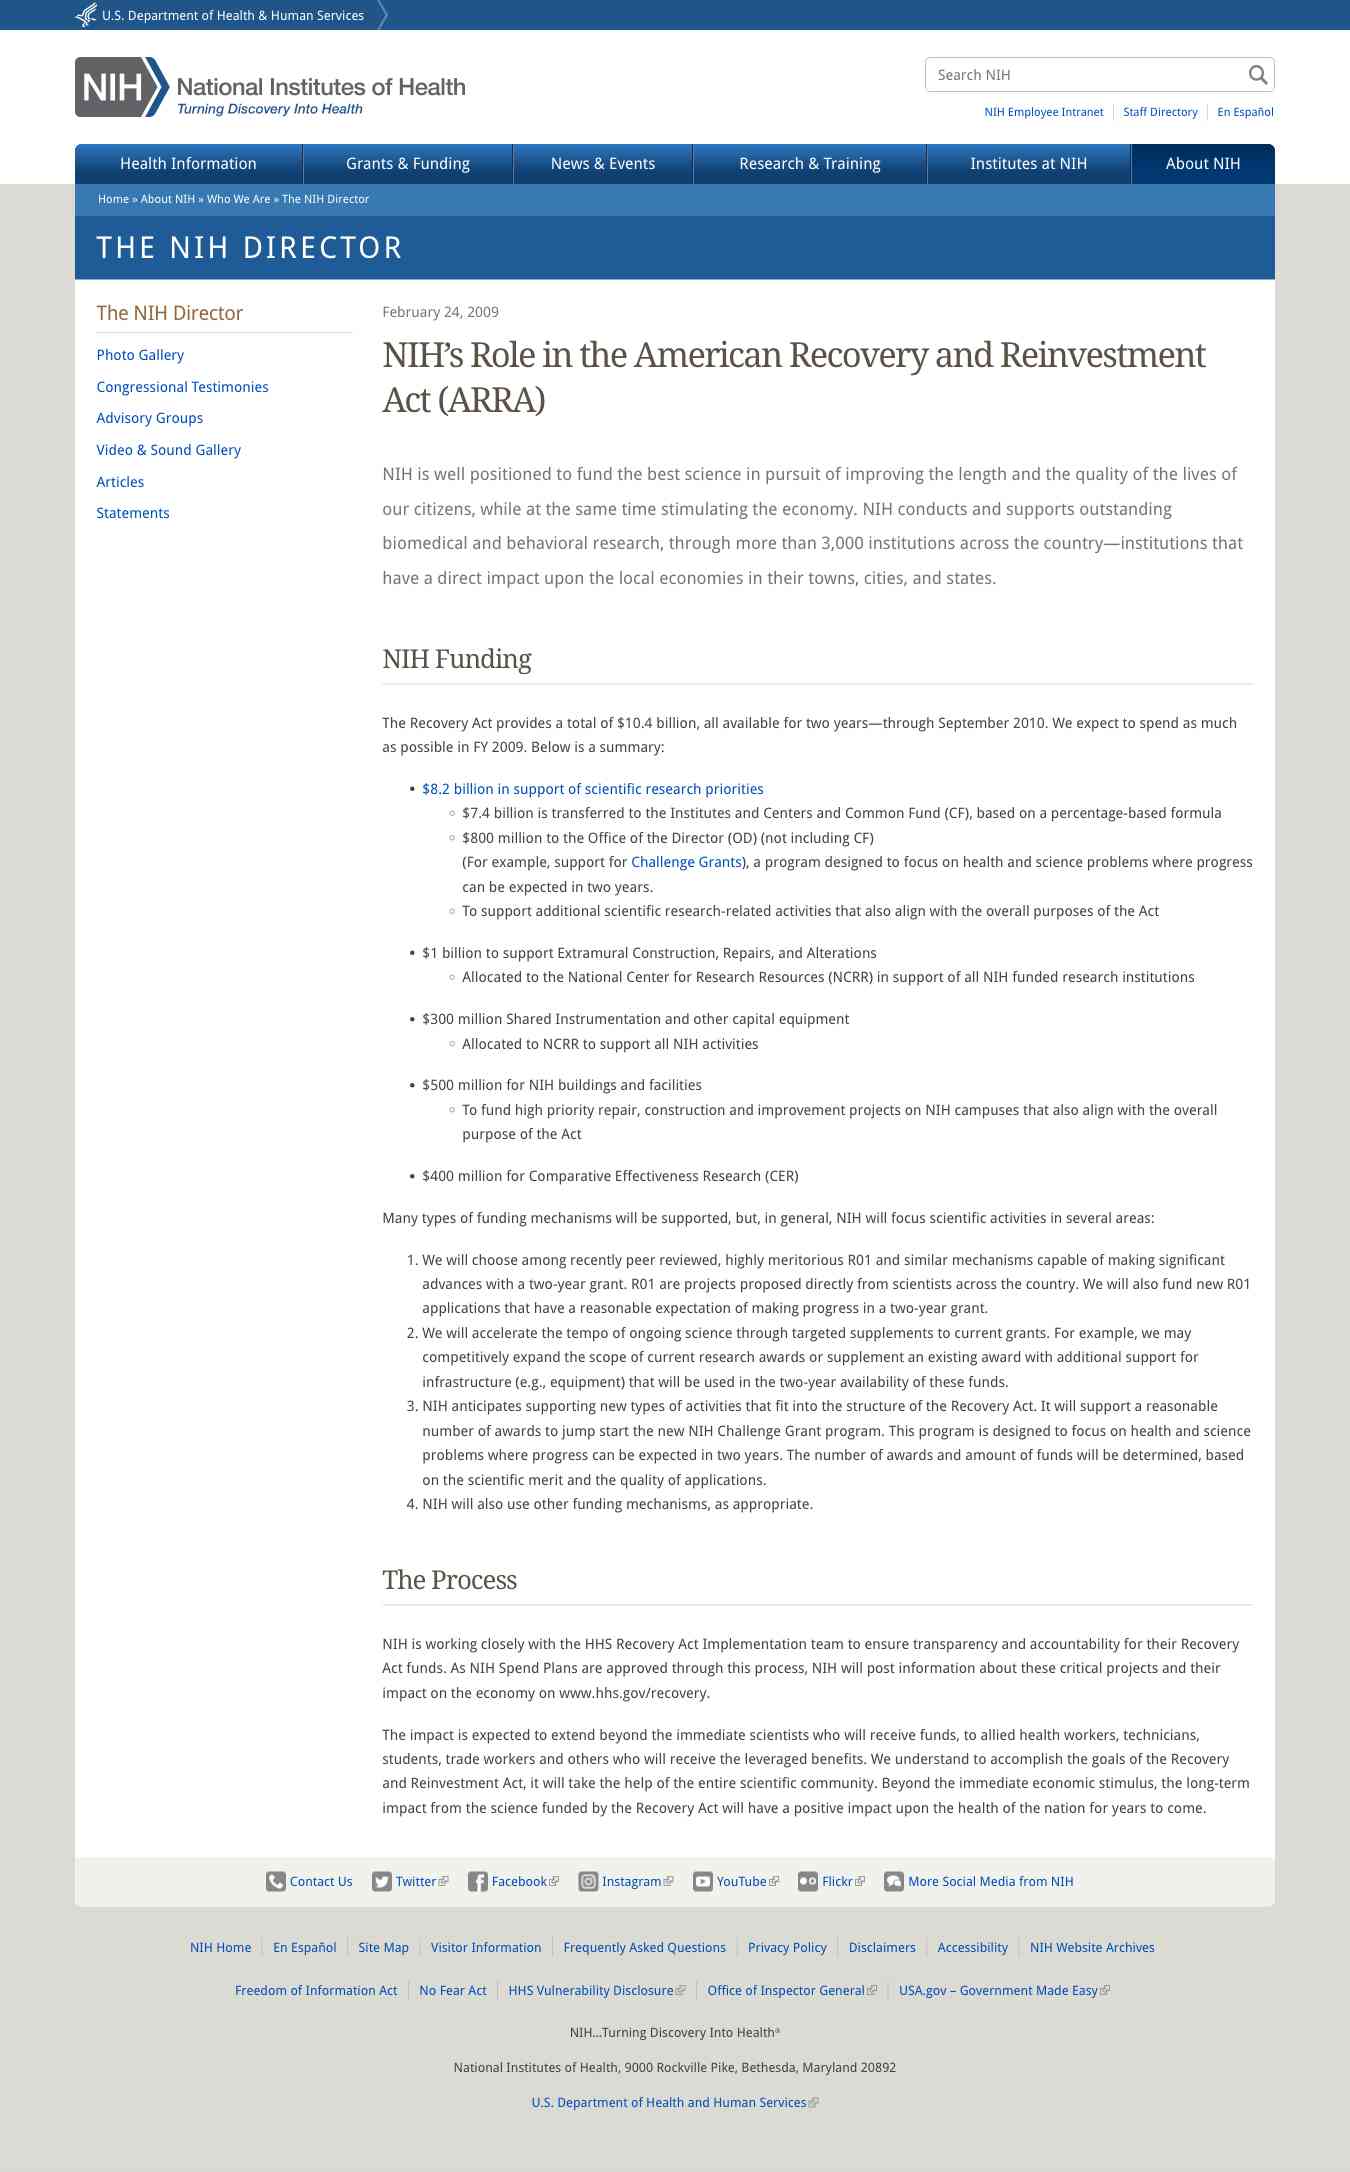 U.S. Department of Health & Human Services
NIH National Institutes of Health
Turning Discovery Into Health
Search NIH
NIH Employee Intranet
Staff Directory
En Español
Health Information
Grants & Funding
News & Events
Research & Training
Institutes at NIH
About NIH
Home » About NIH » Who We Are » The NIH Director
THE NIH DIRECTOR
The NIH Director
Photo Gallery
Congressional Testimonies
Advisory Groups
Video & Sound Gallery
Articles
Statements
February 24, 2009
NIH’s Role in the American Recovery and Reinvestment
Act (ARRA)
NIH is well positioned to fund the best science in pursuit of improving the length and the quality of the lives of
our citizens, while at the same time stimulating the economy. NIH conducts and supports outstanding
biomedical and behavioral research, through more than 3,000 institutions across the country—institutions that
have a direct impact upon the local economies in their towns, cities, and states.
NIH Funding
The Recovery Act provides a total of $10.4 billion, all available for two years—through September 2010. We expect to spend as much
as possible in FY 2009. Below is a summary:
• $8.2 billion in support of scientific research priorities
◦ $7.4 billion is transferred to the Institutes and Centers and Common Fund (CF), based on a percentage-based formula
◦ $800 million to the Office of the Director (OD) (not including CF)
(For example, support for Challenge Grants), a program designed to focus on health and science problems where progress
can be expected in two years.
◦ To support additional scientific research-related activities that also align with the overall purposes of the Act
• $1 billion to support Extramural Construction, Repairs, and Alterations
◦ Allocated to the National Center for Research Resources (NCRR) in support of all NIH funded research institutions
• $300 million Shared Instrumentation and other capital equipment
◦ Allocated to NCRR to support all NIH activities
• $500 million for NIH buildings and facilities
◦ To fund high priority repair, construction and improvement projects on NIH campuses that also align with the overall
purpose of the Act
• $400 million for Comparative Effectiveness Research (CER)
Many types of funding mechanisms will be supported, but, in general, NIH will focus scientific activities in several areas:
1. We will choose among recently peer reviewed, highly meritorious R01 and similar mechanisms capable of making significant
advances with a two-year grant. R01 are projects proposed directly from scientists across the country. We will also fund new R01
applications that have a reasonable expectation of making progress in a two-year grant.
2. We will accelerate the tempo of ongoing science through targeted supplements to current grants. For example, we may
competitively expand the scope of current research awards or supplement an existing award with additional support for
infrastructure (e.g., equipment) that will be used in the two-year availability of these funds.
3. NIH anticipates supporting new types of activities that fit into the structure of the Recovery Act. It will support a reasonable
number of awards to jump start the new NIH Challenge Grant program. This program is designed to focus on health and science
problems where progress can be expected in two years. The number of awards and amount of funds will be determined, based
on the scientific merit and the quality of applications.
4. NIH will also use other funding mechanisms, as appropriate.
The Process
NIH is working closely with the HHS Recovery Act Implementation team to ensure transparency and accountability for their Recovery
Act funds. As NIH Spend Plans are approved through this process, NIH will post information about these critical projects and their
impact on the economy on www.hhs.gov/recovery.
The impact is expected to extend beyond the immediate scientists who will receive funds, to allied health workers, technicians,
students, trade workers and others who will receive the leveraged benefits. We understand to accomplish the goals of the Recovery
and Reinvestment Act, it will take the help of the entire scientific community. Beyond the immediate economic stimulus, the long-term
impact from the science funded by the Recovery Act will have a positive impact upon the health of the nation for years to come.
Contact Us
Twitter
Facebook
Instagram
YouTube
Flickr
More Social Media from NIH
NIH Home
En Español
Site Map
Visitor Information
Frequently Asked Questions
Privacy Policy
Disclaimers
Accessibility
NIH Website Archives
Freedom of Information Act
No Fear Act
HHS Vulnerability Disclosure
Office of Inspector General
USA.gov – Government Made Easy
NIH...Turning Discovery Into Health®
National Institutes of Health, 9000 Rockville Pike, Bethesda, Maryland 20892
U.S. Department of Health and Human Services